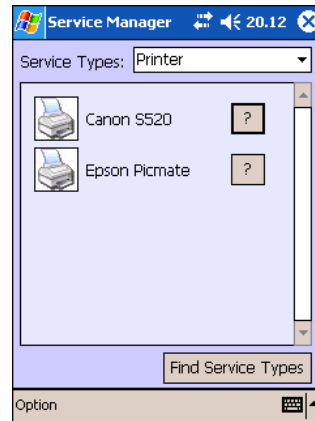 Service Manager 20.12
Service Types: Printer
Canon S520 ?
Epson Picmate ?
Find Service Types
Option